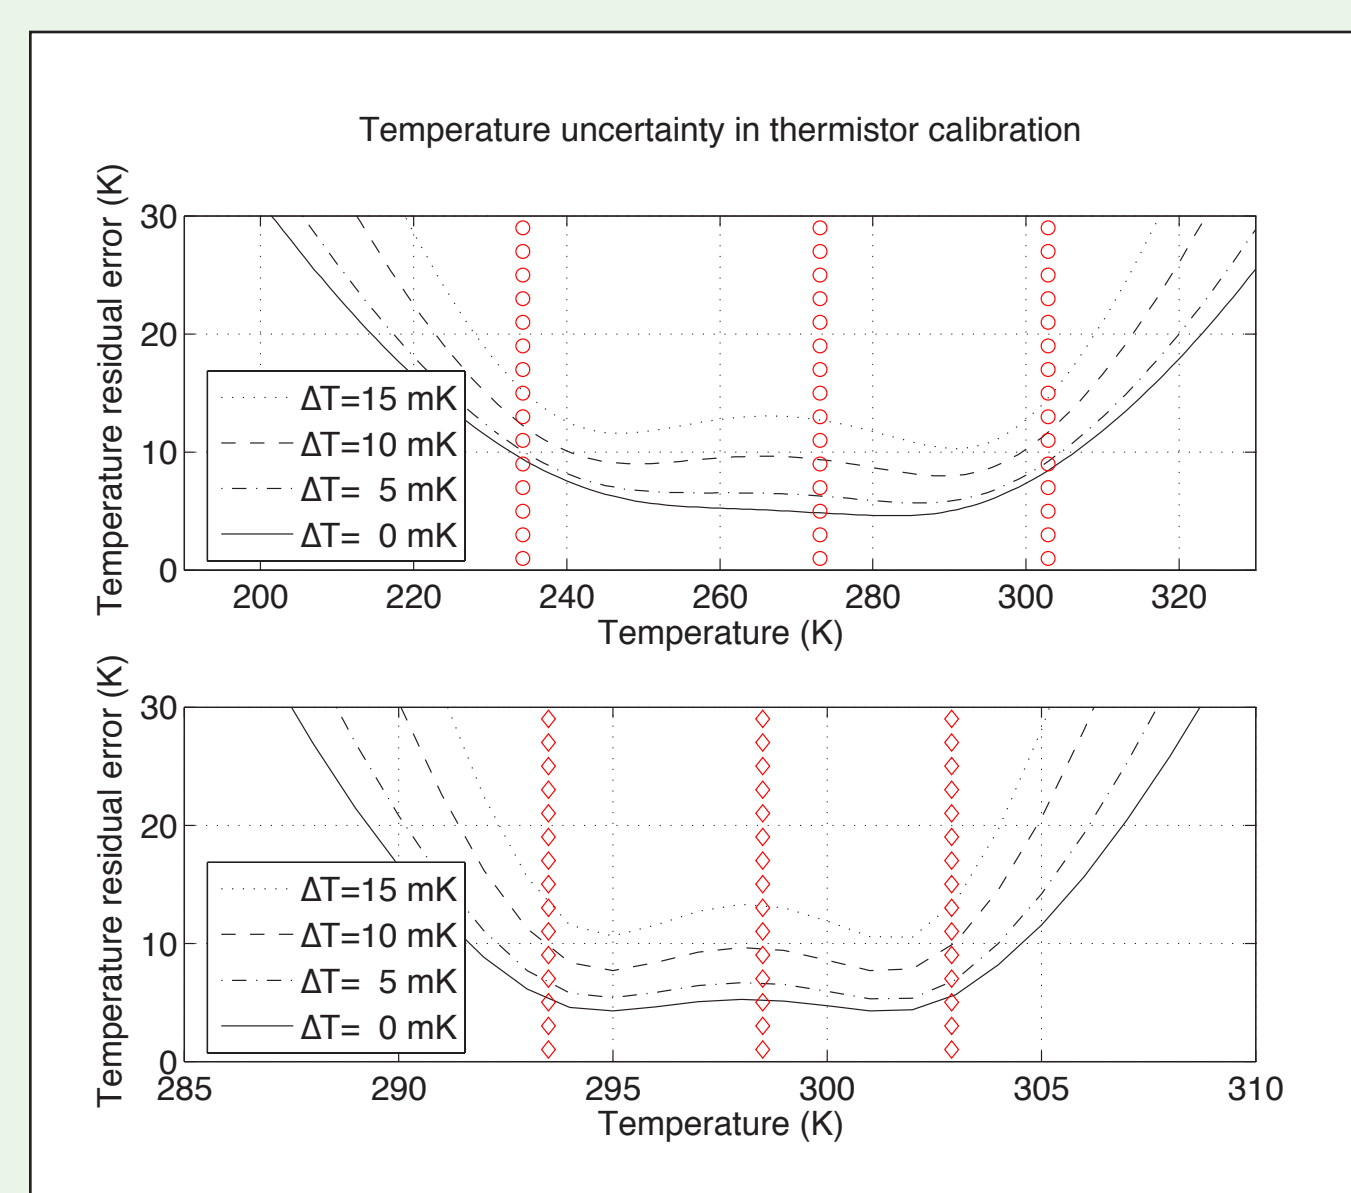 Temperature uncertainty in thermistor calibration
Temperature residual error (K)
30
20
10
0
ΔT=15 mK
ΔT=10 mK
ΔT= 5 mK
ΔT= 0 mK
200 220 240 260 280 300 320
Temperature (K)
Temperature residual error (K)
30
20
10
0
ΔT=15 mK
ΔT=10 mK
ΔT= 5 mK
ΔT= 0 mK
285 290 295 300 305 310
Temperature (K)